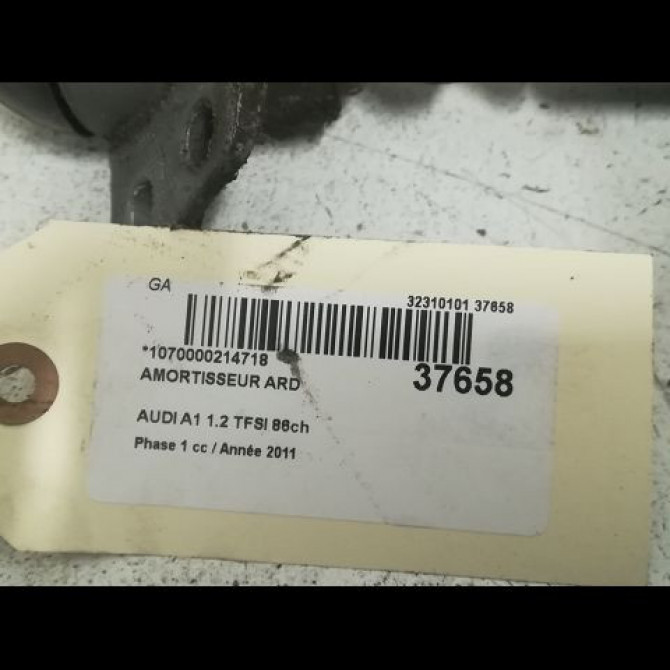 GA
32310101 37658
*1070000214718
AMORTISSEUR ARD
37658
AUDI A1 1.2 TFSI 86ch
Phase 1 cc / Année 2011